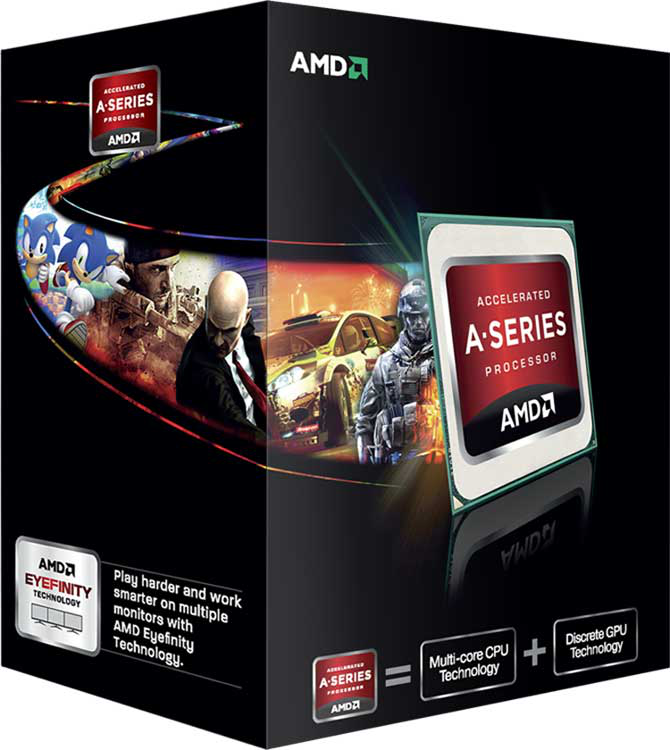 ACCELERATED
A-SERIES
PROCESSOR
AMD
AMD
EYEFINITY
TECHNOLOGY
Play harder and work
smarter on multiple
monitors with
AMD Eyefinity
Technology.
AMD
ACCELERATED
A-SERIES
PROCESSOR
AMD
AMD
ACCELERATED
A-SERIES
PROCESSOR
AMD
=
Multi-core CPU
Technology
+
Discrete GPU
Technology